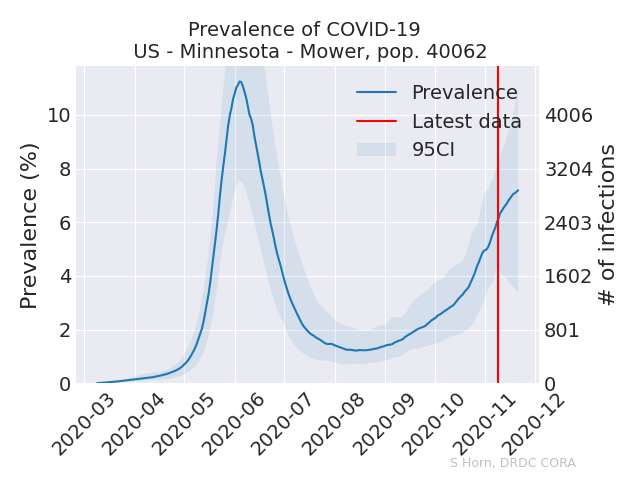 Prevalence of COVID-19
US - Minnesota - Mower, pop. 40062
Prevalence
Latest data
95CI
Prevalence (%)
10
8
6
4
2
0
4006
3204
2403
1602
801
0
# of infections
2020-03
2020-04
2020-05
2020-06
2020-07
2020-08
2020-09
2020-10
2020-11
2020-12
S Horn, DRDC CORA